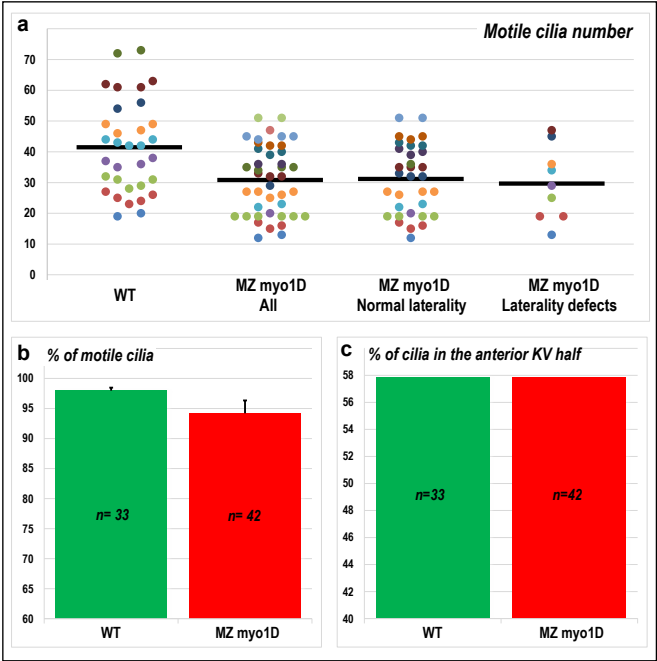 a
Motile cilia number
70
60
50
40
30
20
10
0
WT
MZ myo1D
All
MZ myo1D
Normal laterality
MZ myo1D
Laterality defects
b
% of motile cilia
100
95
90
85
80
75
70
65
60
n= 33
n= 42
WT
MZ myo1D
c
% of cilia in the anterior KV half
58
56
54
52
50
48
46
44
42
40
n=33
n=42
WT
MZ myo1D